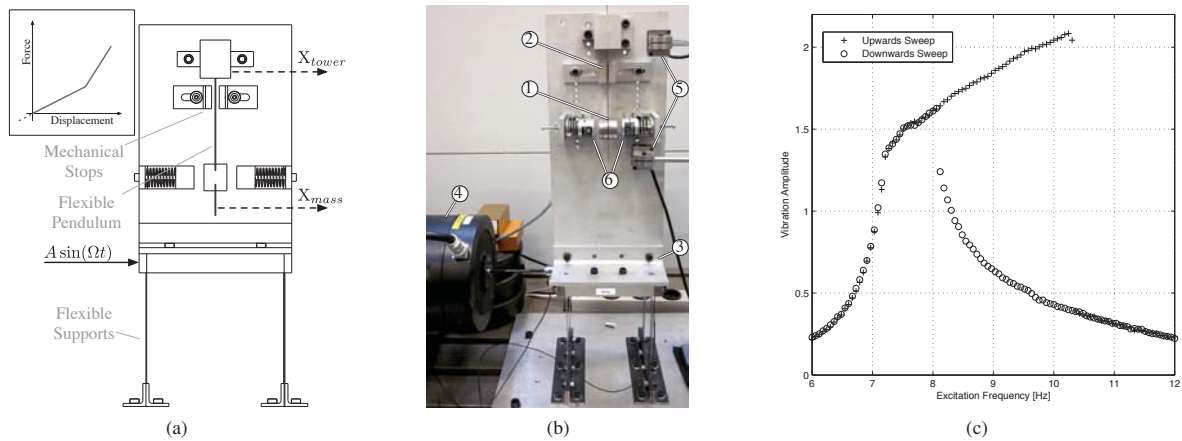 Force
Displacement
X_tower
Mechanical
Stops
Flexible
Pendulum
X_mass
A sin(Ωt)
Flexible
Supports
(a)
2
1
5
6
4
3
(b)
Vibration Amplitude
2
1.5
1
0.5
0
Upwards Sweep
Downwards Sweep
6 7 8 9 10 11 12
Excitation Frequency [Hz]
(c)